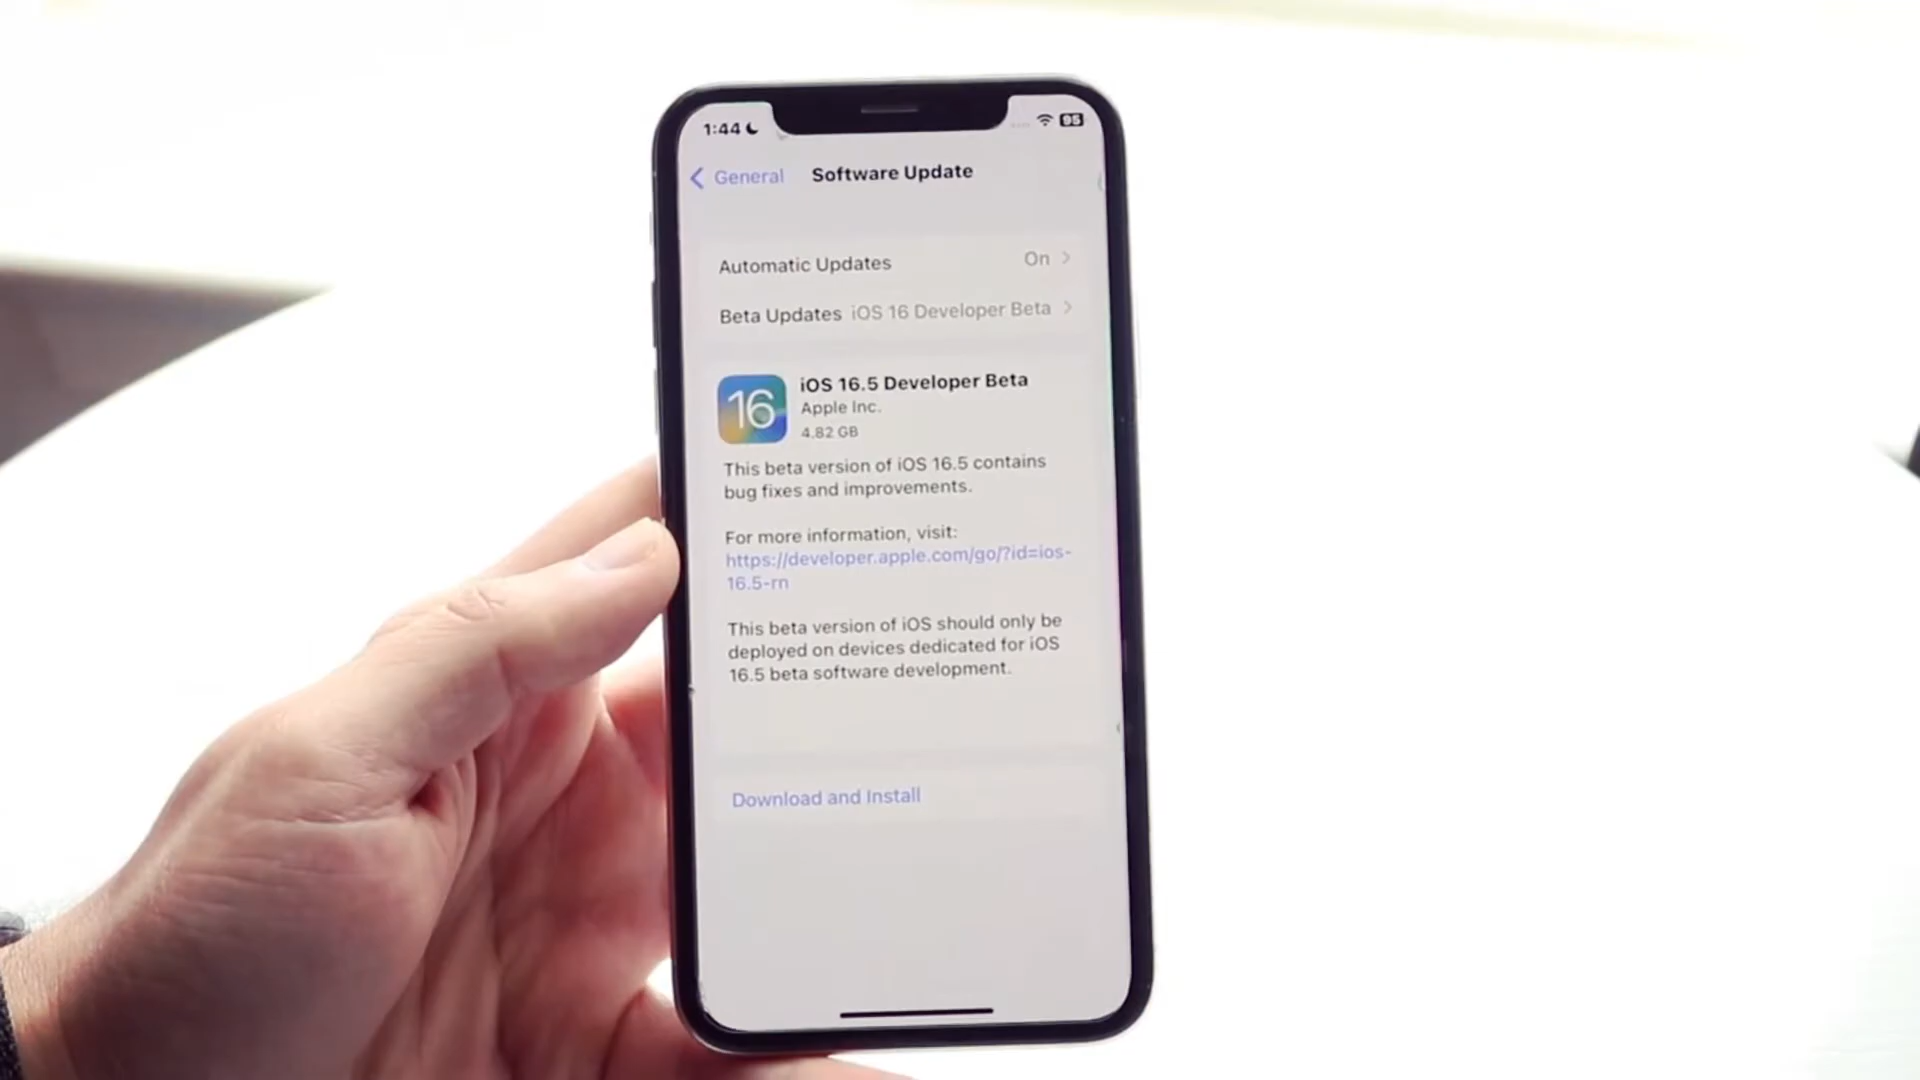 1:44
95
General
Software Update
Automatic Updates On
Beta Updates iOS 16 Developer Beta
16
iOS 16.5 Developer Beta
Apple Inc.
4.82 GB
This beta version of iOS 16.5 contains
bug fixes and improvements.
For more information, visit:
https://developer.apple.com/go/?id=ios-
16.5-rn
This beta version of iOS should only be
deployed on devices dedicated for iOS
16.5 beta software development.
Download and Install